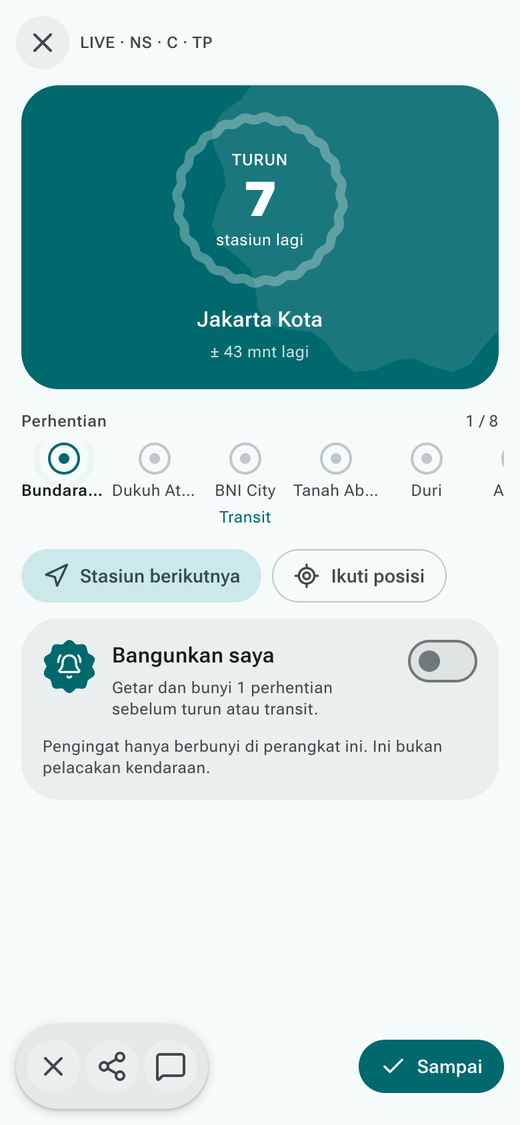 LIVE · NS · C · TP
TURUN
7
stasiun lagi
Jakarta Kota
± 43 mnt lagi
Perhentian
1 / 8
Bundara...
Dukuh At...
BNI City
Tanah Ab...
Duri
A
Transit
Stasiun berikutnya
Ikuti posisi
Bangunkan saya
Getar dan bunyi 1 perhentian
sebelum turun atau transit.
Pengingat hanya berbunyi di perangkat ini. Ini bukan
pelacakan kendaraan.
Sampai